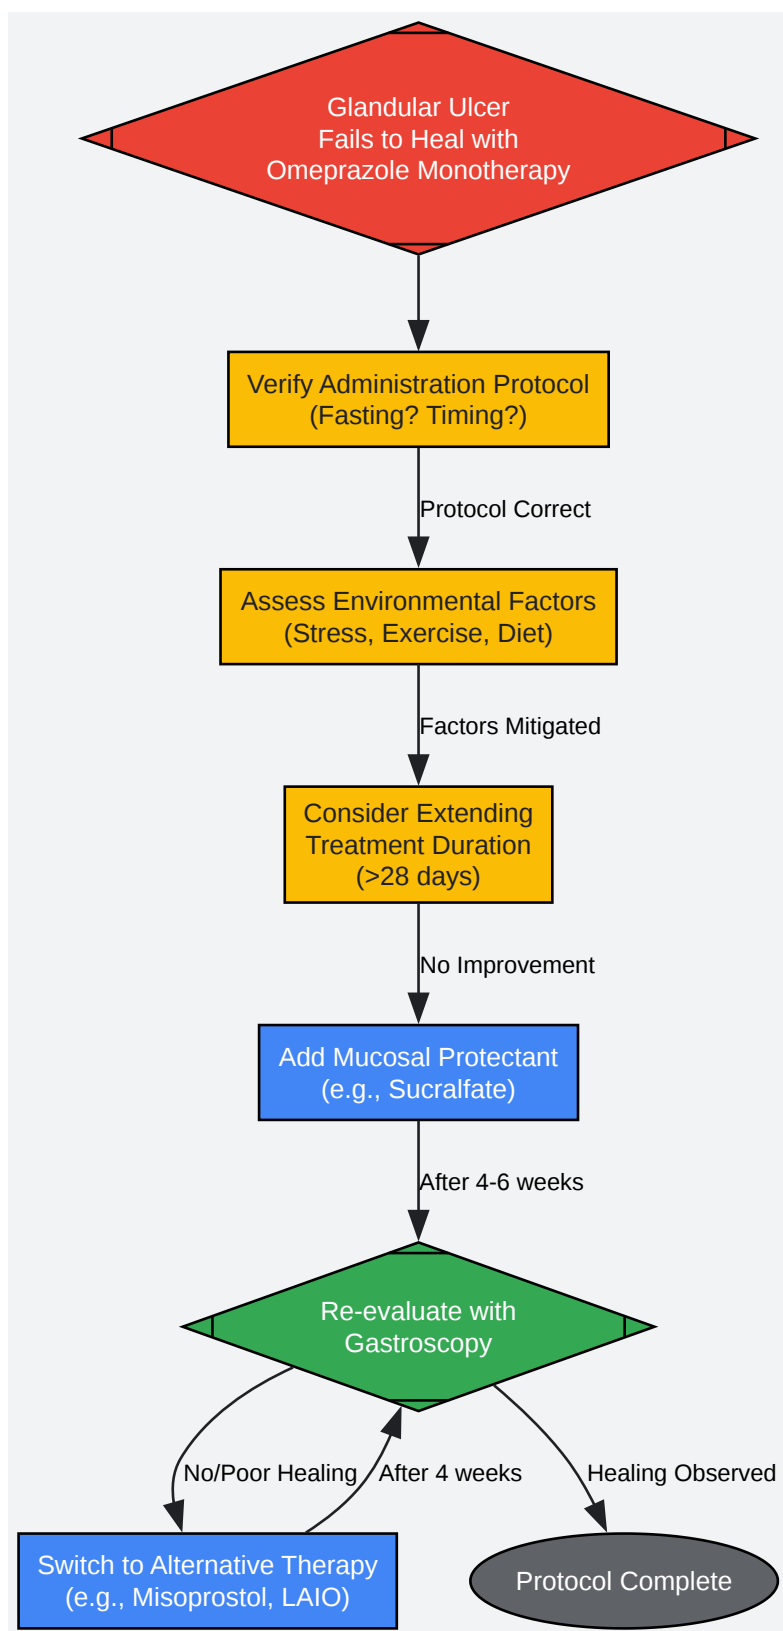 Glandular Ulcer
Fails to Heal with
Omeprazole Monotherapy
Verify Administration Protocol
(Fasting? Timing?)
Protocol Correct
Assess Environmental Factors
(Stress, Exercise, Diet)
Factors Mitigated
Consider Extending
Treatment Duration
(>28 days)
No Improvement
Add Mucosal Protectant
(e.g., Sucralfate)
After 4-6 weeks
Re-evaluate with
Gastroscopy
No/Poor Healing
After 4 weeks
Healing Observed
Switch to Alternative Therapy
(e.g., Misoprostol, LAIO)
Protocol Complete